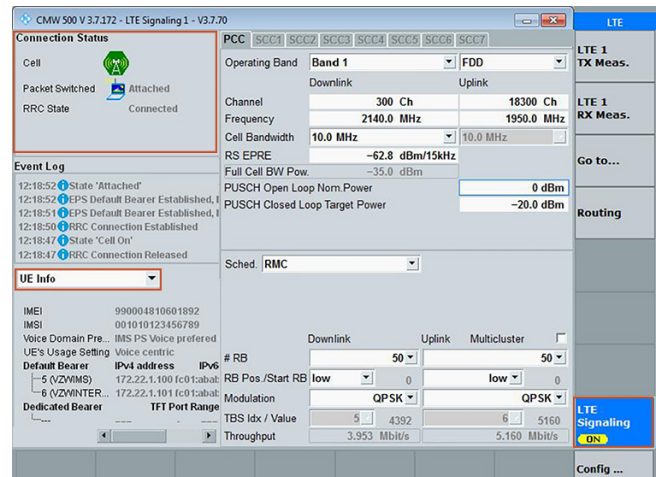 CMW 500 V 3.7.172 - LTE Signaling 1 - V3.7.70
LTE
Connection Status
Cell
Packet Switched Attached
RRC State Connected
Event Log
12:18:52 State 'Attached'
12:18:52 EPS Default Bearer Established, I
12:18:51 EPS Default Bearer Established, I
12:18:50 RRC Connection Established
12:18:47 State 'Cell On'
12:18:47 RRC Connection Released
UE Info
IMEI 990004810601892
IMSI 001010123456789
Voice Domain Pre... IMS PS Voice prefered
UE's Usage Setting Voice centric
Default Bearer IPv4 address IPv6
5 (VZWIMS) 172.22.1.100 fc01:abab:
6 (VZWINTER... 172.22.1.101 fc01:abab:
Dedicated Bearer TFT Port Range
---
PCC SCC1 SCC2 SCC3 SCC4 SCC5 SCC6 SCC7
Operating Band Band 1 FDD
Downlink Uplink
Channel 300 Ch 18300 Ch
Frequency 2140.0 MHz 1950.0 MHz
Cell Bandwidth 10.0 MHz 10.0 MHz
RS EPRE -62.8 dBm/15kHz
Full Cell BW Pow. -35.0 dBm
PUSCH Open Loop Nom.Power 0 dBm
PUSCH Closed Loop Target Power -20.0 dBm
Sched. RMC
Downlink Uplink Multicluster
# RB 50 50
RB Pos./Start RB low 0 low 0
Modulation QPSK QPSK
TBS Idx / Value 5 4392 6 5160
Throughput 3.953 Mbit/s 5.160 Mbit/s
LTE 1
TX Meas.
LTE 1
RX Meas.
Go to...
Routing
LTE
Signaling
ON
Config ...